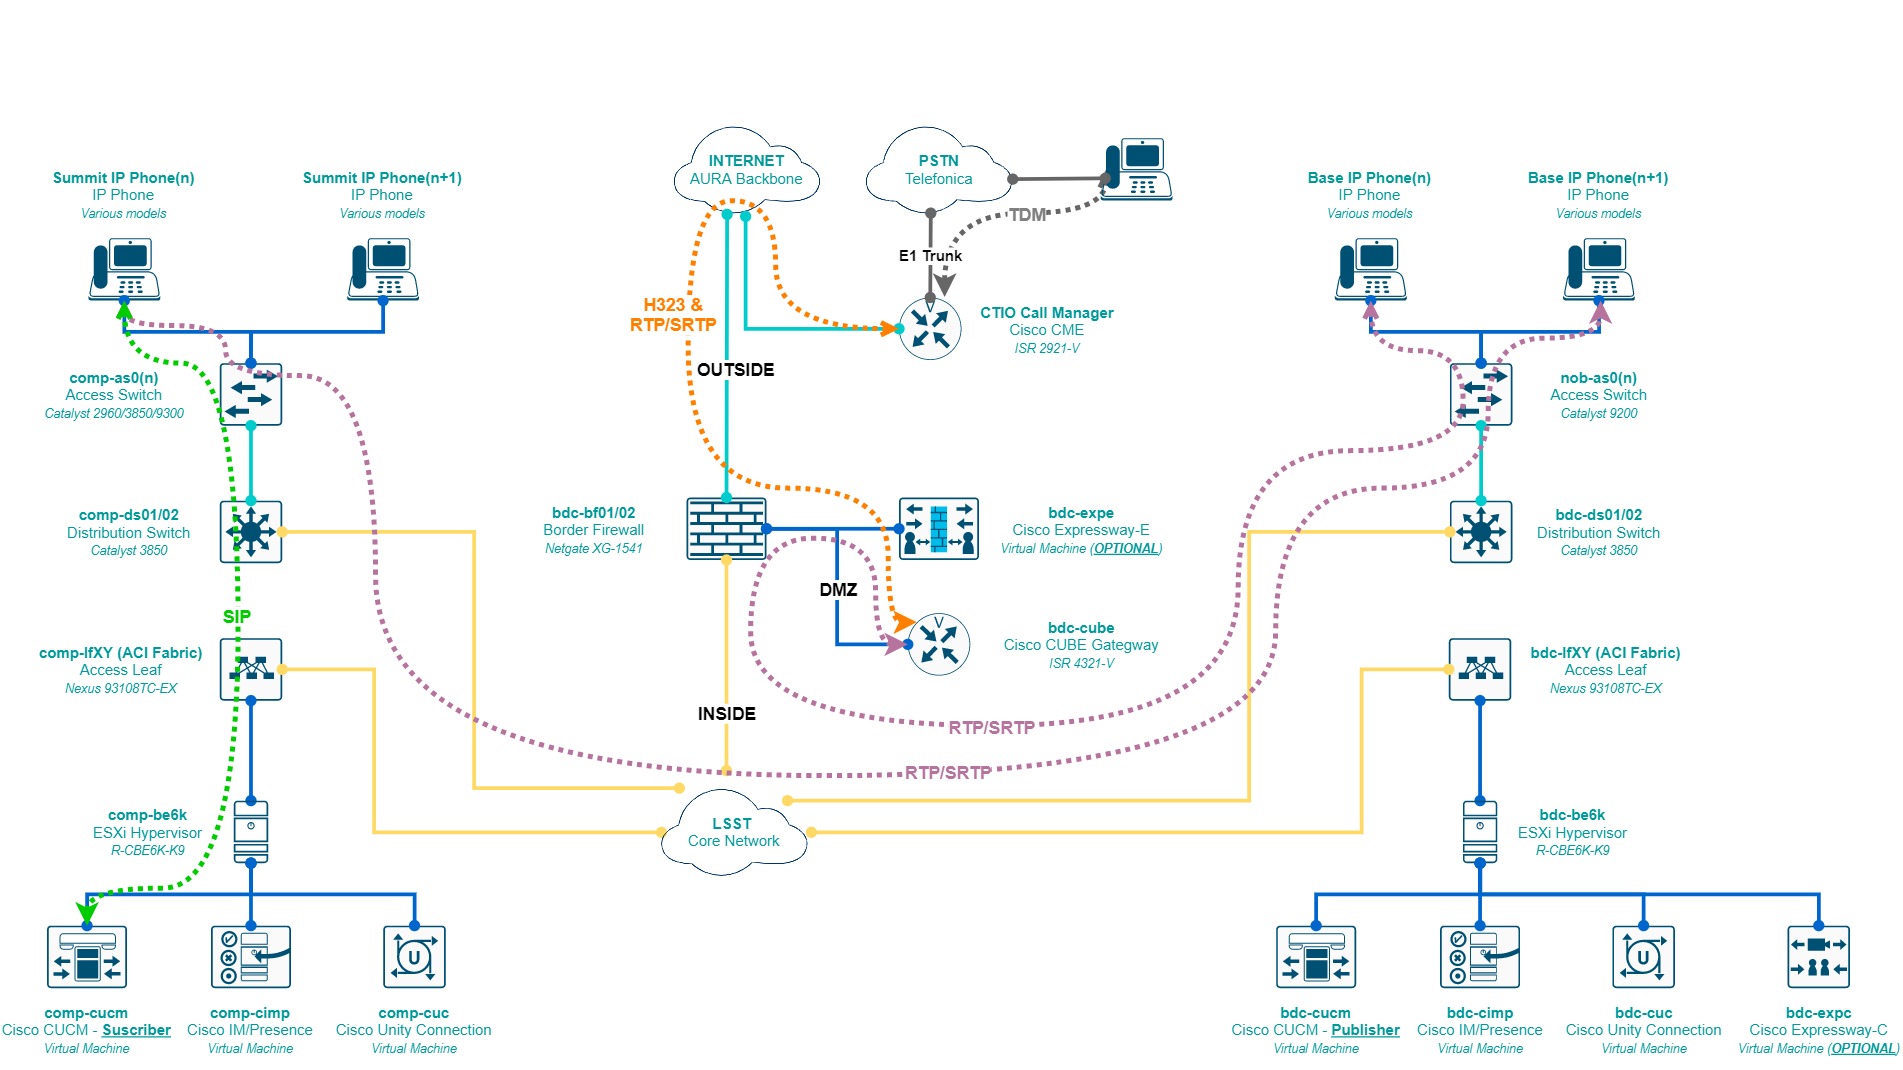 INTERNET
AURA Backbone
PSTN
Telefonica
Summit IP Phone(n)
IP Phone
Various models
Summit IP Phone(n+1)
IP Phone
Various models
Base IP Phone(n)
IP Phone
Various models
Base IP Phone(n+1)
IP Phone
Various models
TDM
E1 Trunk
H323 &
RTP/SRTP
CTIO Call Manager
Cisco CME
ISR 2921-V
V
OUTSIDE
comp-as0(n)
Access Switch
Catalyst 2960/3850/9300
nob-as0(n)
Access Switch
Catalyst 9200
comp-ds01/02
Distribution Switch
Catalyst 3850
bdc-bf01/02
Border Firewall
Netgate XG-1541
bdc-expe
Cisco Expressway-E
Virtual Machine (OPTIONAL)
bdc-ds01/02
Distribution Switch
Catalyst 3850
DMZ
SIP
V
bdc-cube
Cisco CUBE Gategway
ISR 4321-V
comp-lfXY (ACI Fabric)
Access Leaf
Nexus 93108TC-EX
bdc-lfXY (ACI Fabric)
Access Leaf
Nexus 93108TC-EX
INSIDE
RTP/SRTP
RTP/SRTP
LSST
Core Network
comp-be6k
ESXi Hypervisor
R-CBE6K-K9
bdc-be6k
ESXi Hypervisor
R-CBE6K-K9
U
U
comp-cucm
Cisco CUCM - Suscriber
Virtual Machine
comp-cimp
Cisco IM/Presence
Virtual Machine
comp-cuc
Cisco Unity Connection
Virtual Machine
bdc-cucm
Cisco CUCM - Publisher
Virtual Machine
bdc-cimp
Cisco IM/Presence
Virtual Machine
bdc-cuc
Cisco Unity Connection
Virtual Machine
bdc-expc
Cisco Expressway-C
Virtual Machine (OPTIONAL)